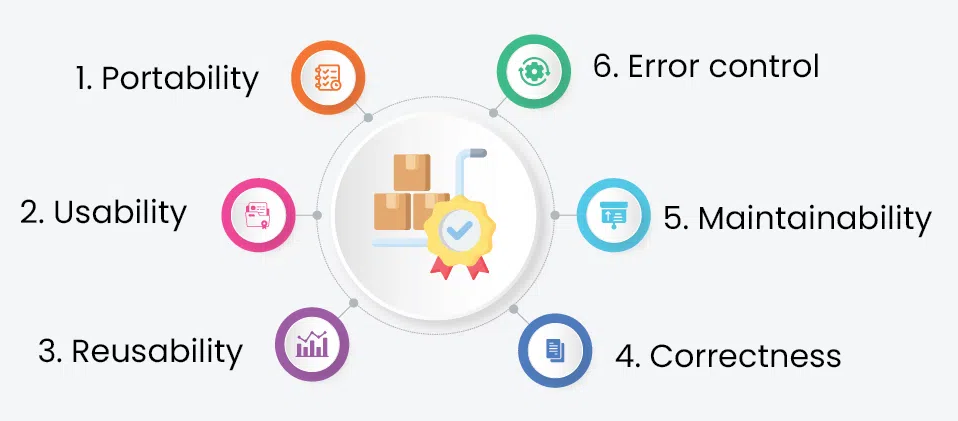 1. Portability
2. Usability
3. Reusability
4. Correctness
5. Maintainability
6. Error control